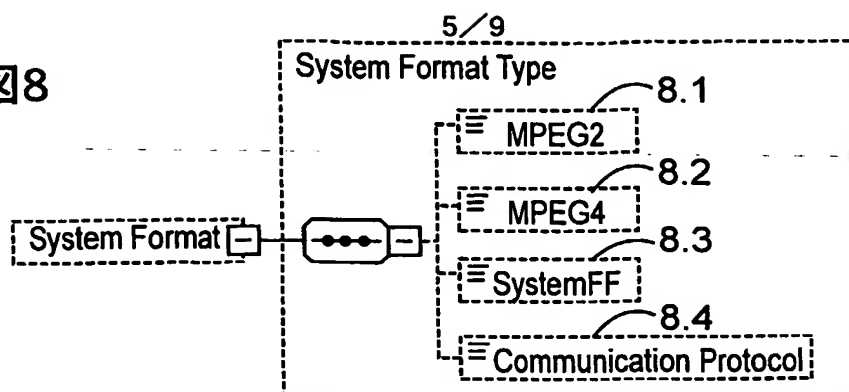 5/9
図8
System Format Type
8.1
MPEG2
8.2
MPEG4
System Format
8.3
SystemFF
8.4
Communication Protocol